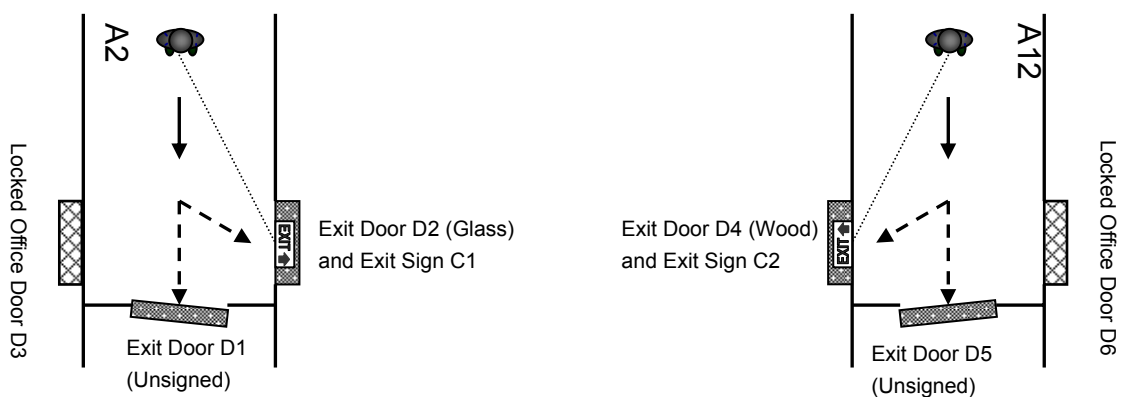 A2
Locked Office Door D3
EXIT
Exit Door D2 (Glass)
and Exit Sign C1
Exit Door D1
(Unsigned)
A12
Locked Office Door D6
EXIT
Exit Door D4 (Wood)
and Exit Sign C2
Exit Door D5
(Unsigned)